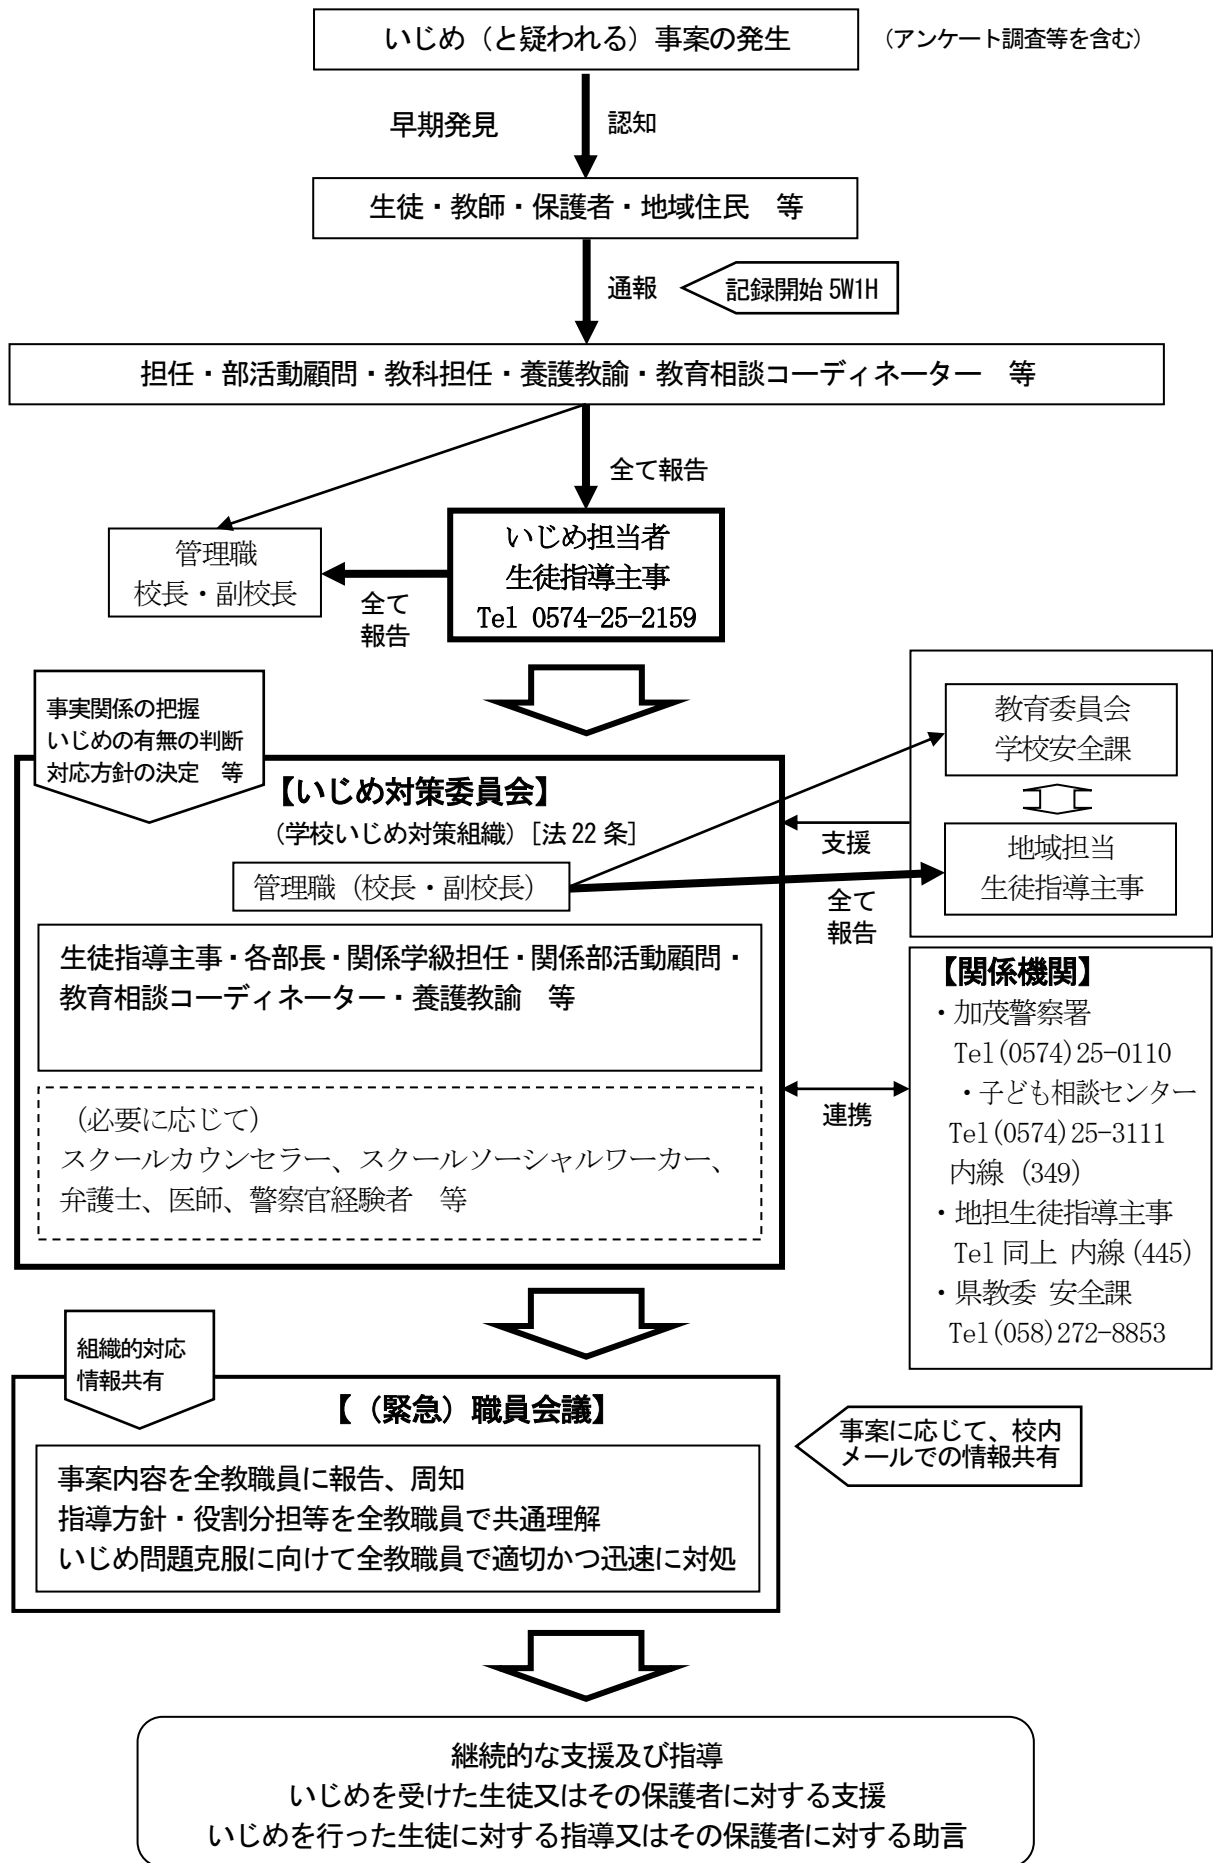 いじめ（と疑われる）事案の発生
（アンケート調査等を含む）
早期発見
認知
生徒・教師・保護者・地域住民　等
通報
記録開始 5W1H
担任・部活動顧問・教科担任・養護教諭・教育相談コーディネーター　等
全て報告
管理職
校長・副校長
全て
報告
いじめ担当者
生徒指導主事
Tel 0574-25-2159
事実関係の把握
いじめの有無の判断
対応方針の決定　等
【いじめ対策委員会】
（学校いじめ対策組織）[法 22 条]
管理職（校長・副校長）
生徒指導主事・各部長・関係学級担任・関係部活動顧問・
教育相談コーディネーター・養護教諭　等
（必要に応じて）
スクールカウンセラー、スクールソーシャルワーカー、
弁護士、医師、警察官経験者　等
教育委員会
学校安全課
支援
地域担当
生徒指導主事
全て
報告
連携
【関係機関】
・加茂警察署
Tel(0574)25-0110
・子ども相談センター
Tel(0574)25-3111
内線 (349)
・地担生徒指導主事
Tel 同上 内線(445)
・県教委 安全課
Tel(058)272-8853
組織的対応
情報共有
【（緊急）職員会議】
事案内容を全教職員に報告、周知
指導方針・役割分担等を全教職員で共通理解
いじめ問題克服に向けて全教職員で適切かつ迅速に対処
事案に応じて、校内
メールでの情報共有
継続的な支援及び指導
いじめを受けた生徒又はその保護者に対する支援
いじめを行った生徒に対する指導又はその保護者に対する助言